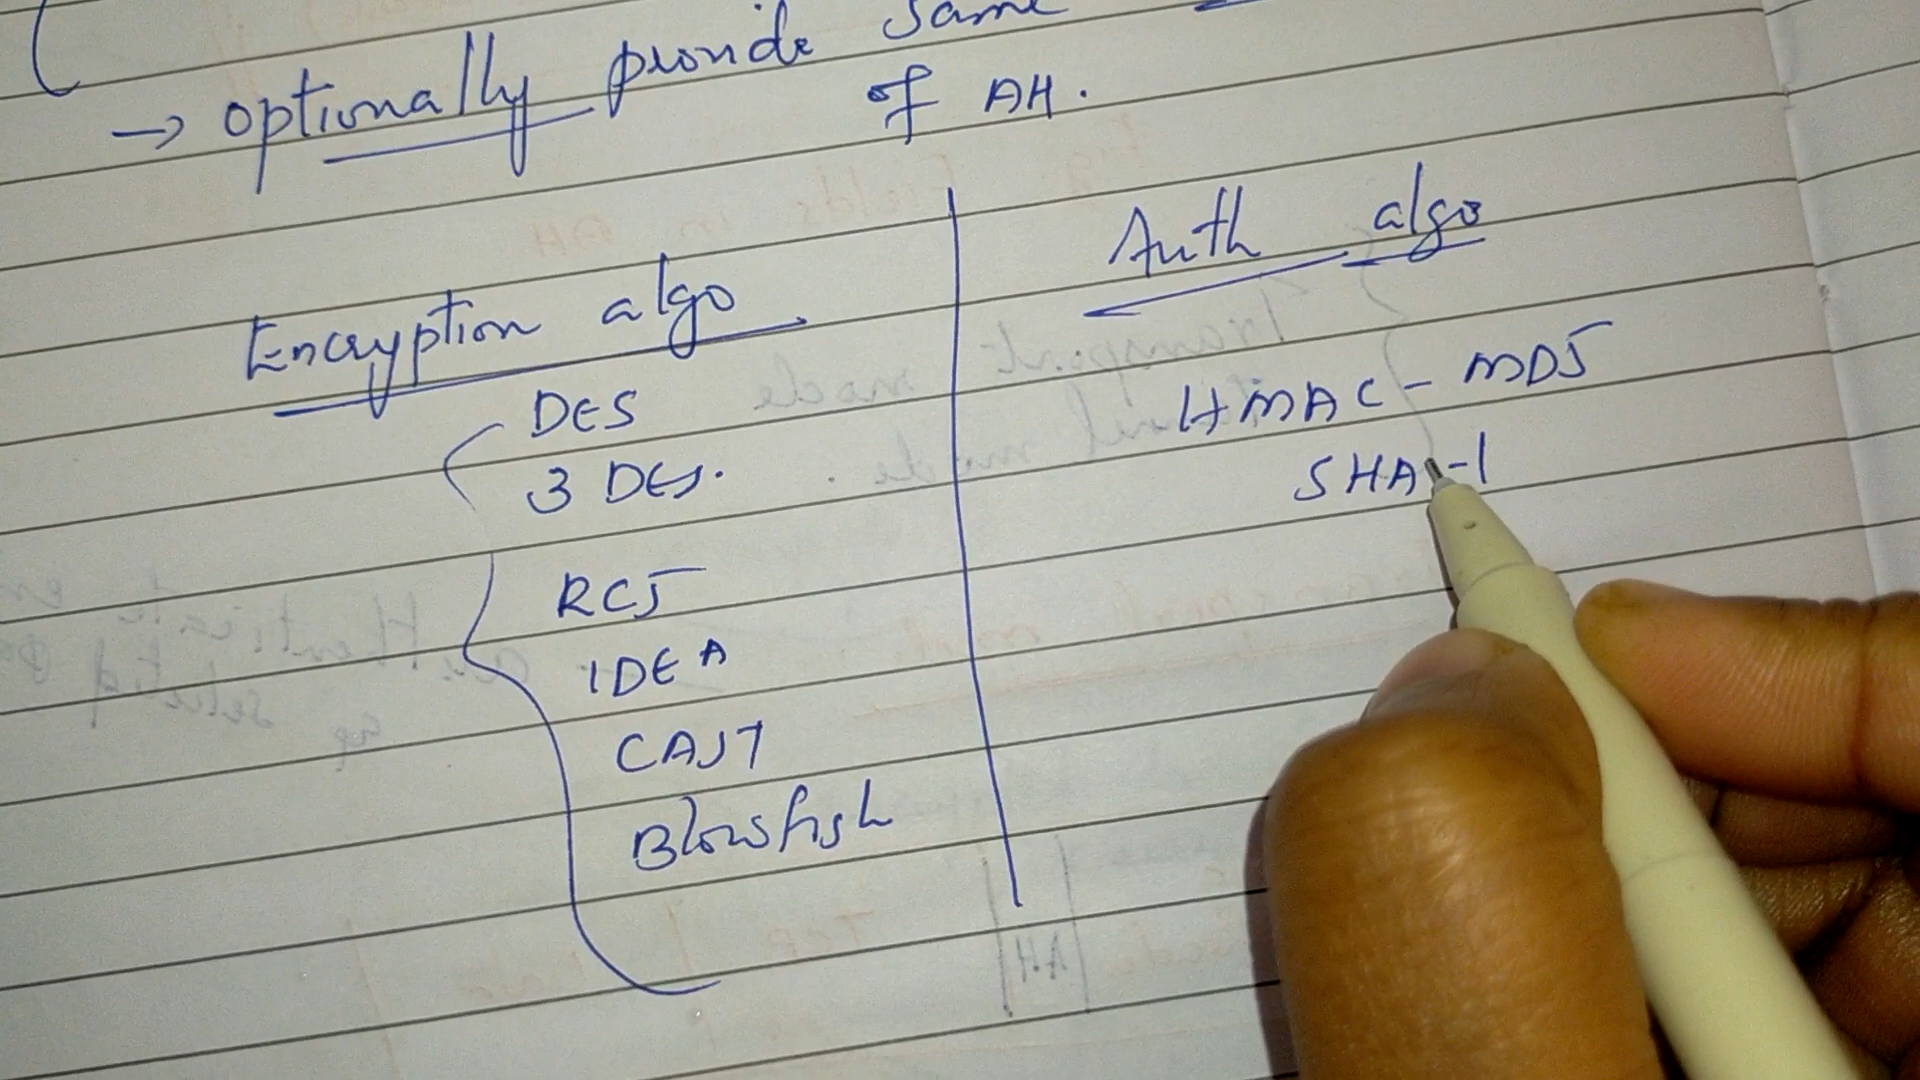 → optionally provide same
of AH.
Encryption algo
DES
3 DES.
RC5
IDEA
CAST
Blowfish
Auth algo
HMAC - MD5
SHA-1